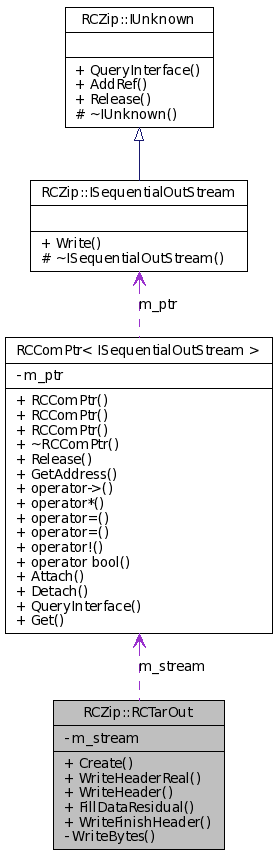 RCZip::IUnknown
+ QueryInterface()
+ AddRef()
+ Release()
# ~IUnknown()
RCZip::ISequentialOutStream
+ Write()
# ~ISequentialOutStream()
m_ptr
RCComPtr< ISequentialOutStream >
- m_ptr
+ RCComPtr()
+ RCComPtr()
+ RCComPtr()
+ ~RCComPtr()
+ Release()
+ GetAddress()
+ operator->()
+ operator*()
+ operator=()
+ operator=()
+ operator!()
+ operator bool()
+ Attach()
+ Detach()
+ QueryInterface()
+ Get()
m_stream
RCZip::RCTarOut
- m_stream
+ Create()
+ WriteHeaderReal()
+ WriteHeader()
+ FillDataResidual()
+ WriteFinishHeader()
- WriteBytes()